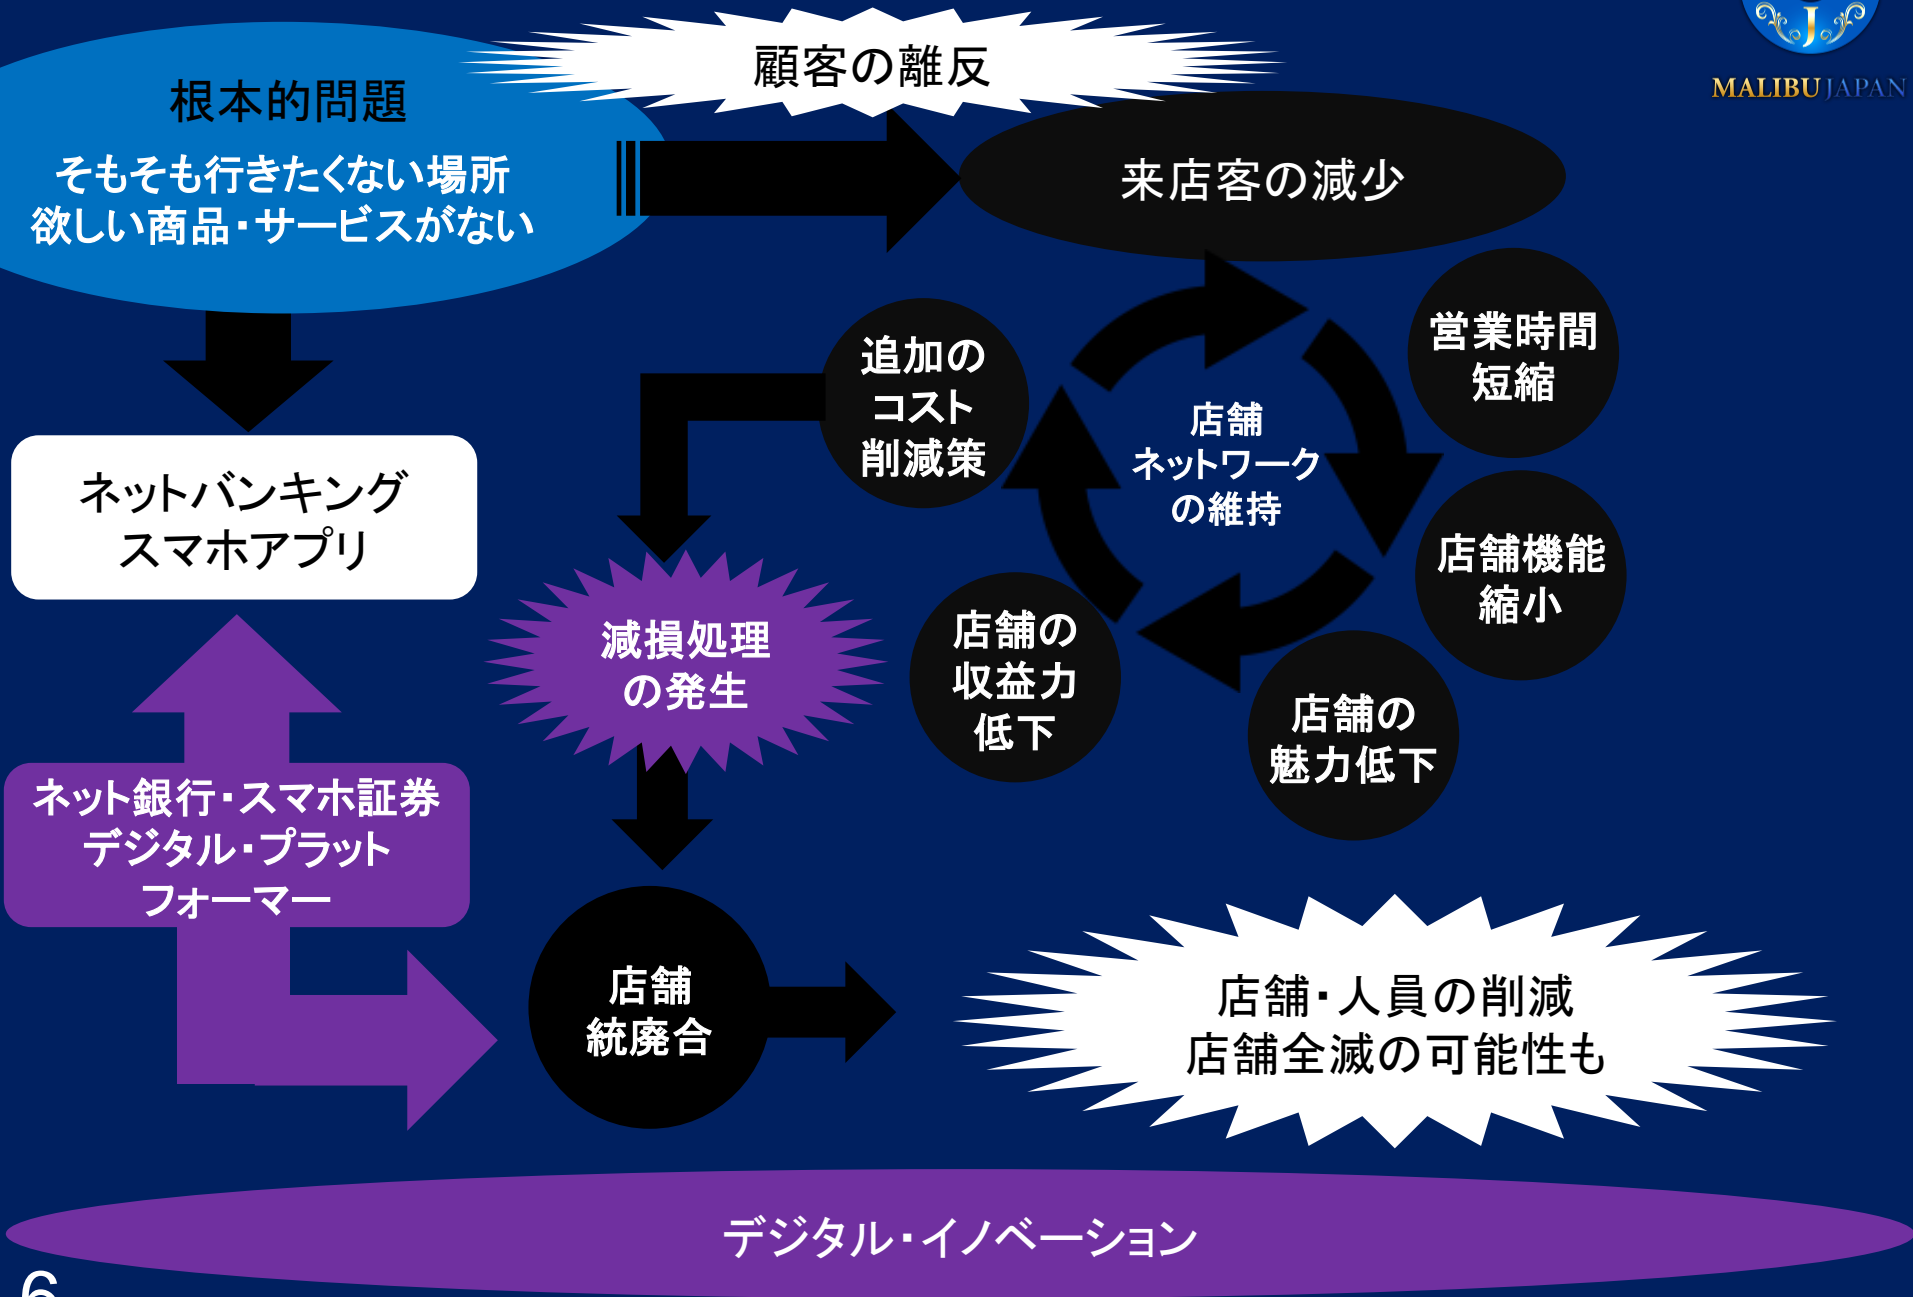 顧客の離反
J
MALIBU JAPAN
根本的問題
そもそも行きたくない場所
欲しい商品・サービスがない
来店客の減少
営業時間
短縮
追加の
コスト
削減策
店舗
ネットワーク
の維持
ネットバンキング
スマホアプリ
店舗機能
縮小
減損処理
の発生
店舗の
収益力
低下
店舗の
魅力低下
ネット銀行・スマホ証券
デジタル・プラット
フォーマー
店舗
統廃合
店舗・人員の削減
店舗全滅の可能性も
デジタル・イノベーション
6